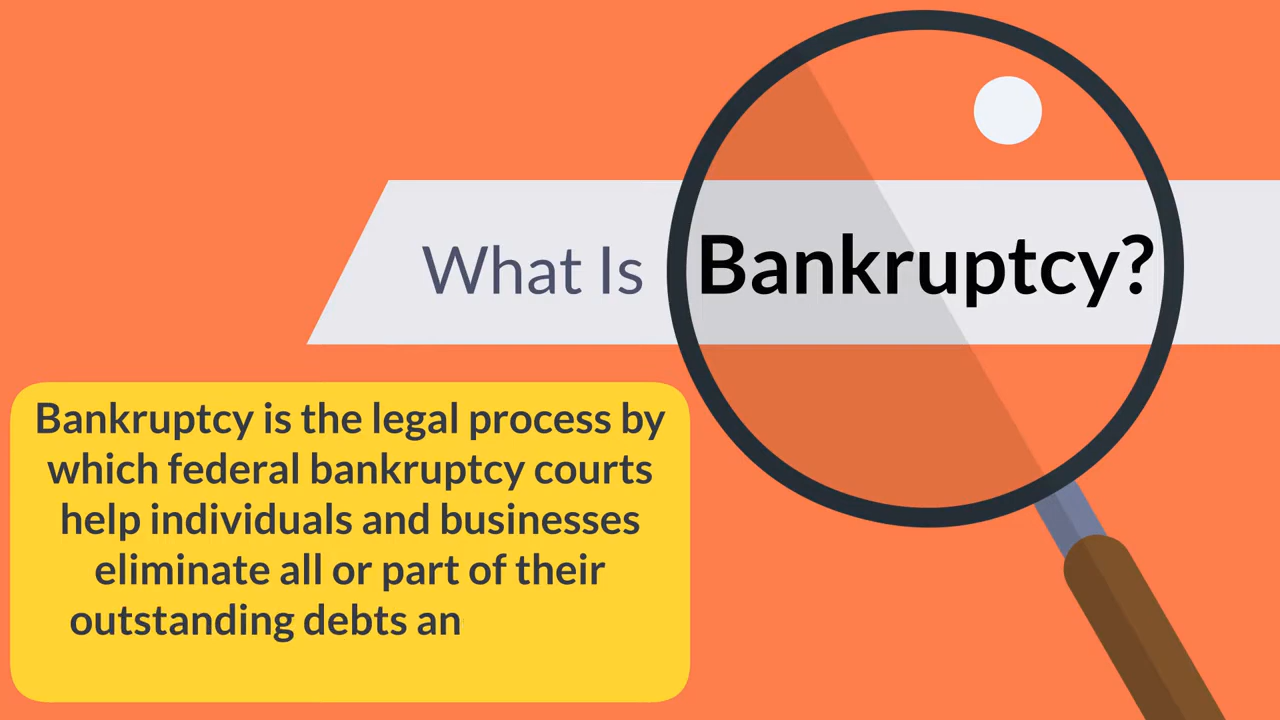 What Is Bankruptcy?
Bankruptcy is the legal process by
which federal bankruptcy courts
help individuals and businesses
eliminate all or part of their
outstanding debts an